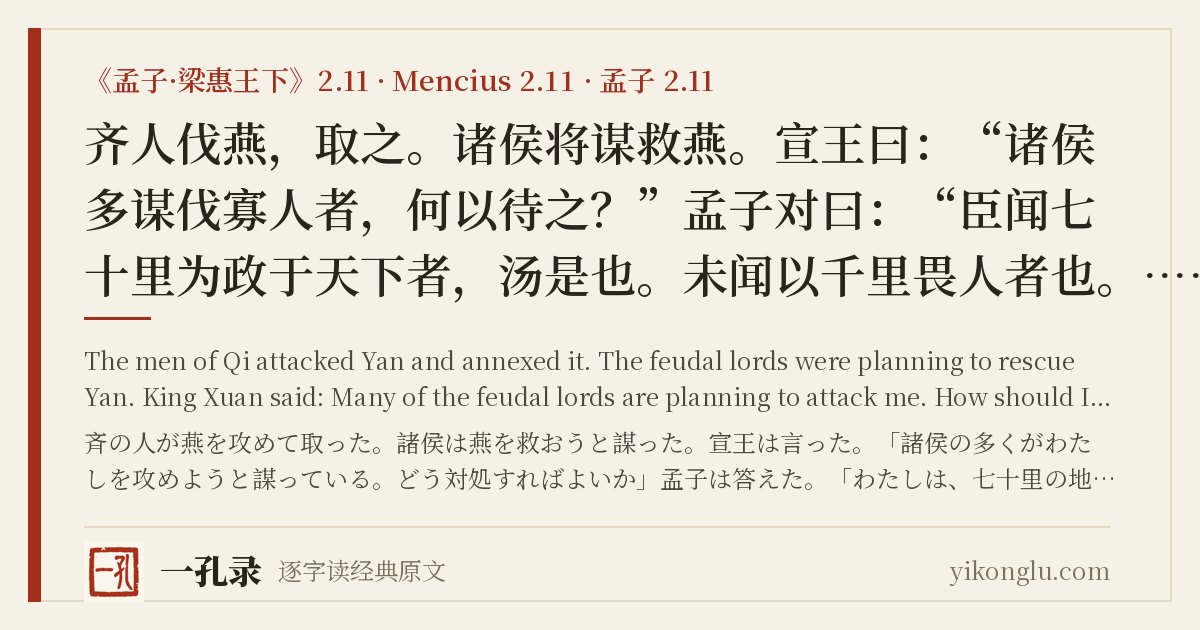 《孟子·梁惠王下》2.11 · Mencius 2.11 · 孟子 2.11
齐人伐燕，取之。诸侯将谋救燕。宣王曰：“诸侯
多谋伐寡人者，何以待之？”孟子对曰：“臣闻七
十里为政于天下者，汤是也。未闻以千里畏人者也。……
The men of Qi attacked Yan and annexed it. The feudal lords were planning to rescue
Yan. King Xuan said: Many of the feudal lords are planning to attack me. How should I...
斉の人が燕を攻めて取った。諸侯は燕を救おうと謀った。宣王は言った。「諸侯の多くがわた
しを攻めようと謀っている。どう対処すればよいか」孟子は答えた。「わたしは、七十里の地…
一孔
一孔录 逐字读经典原文
yikonglu.com